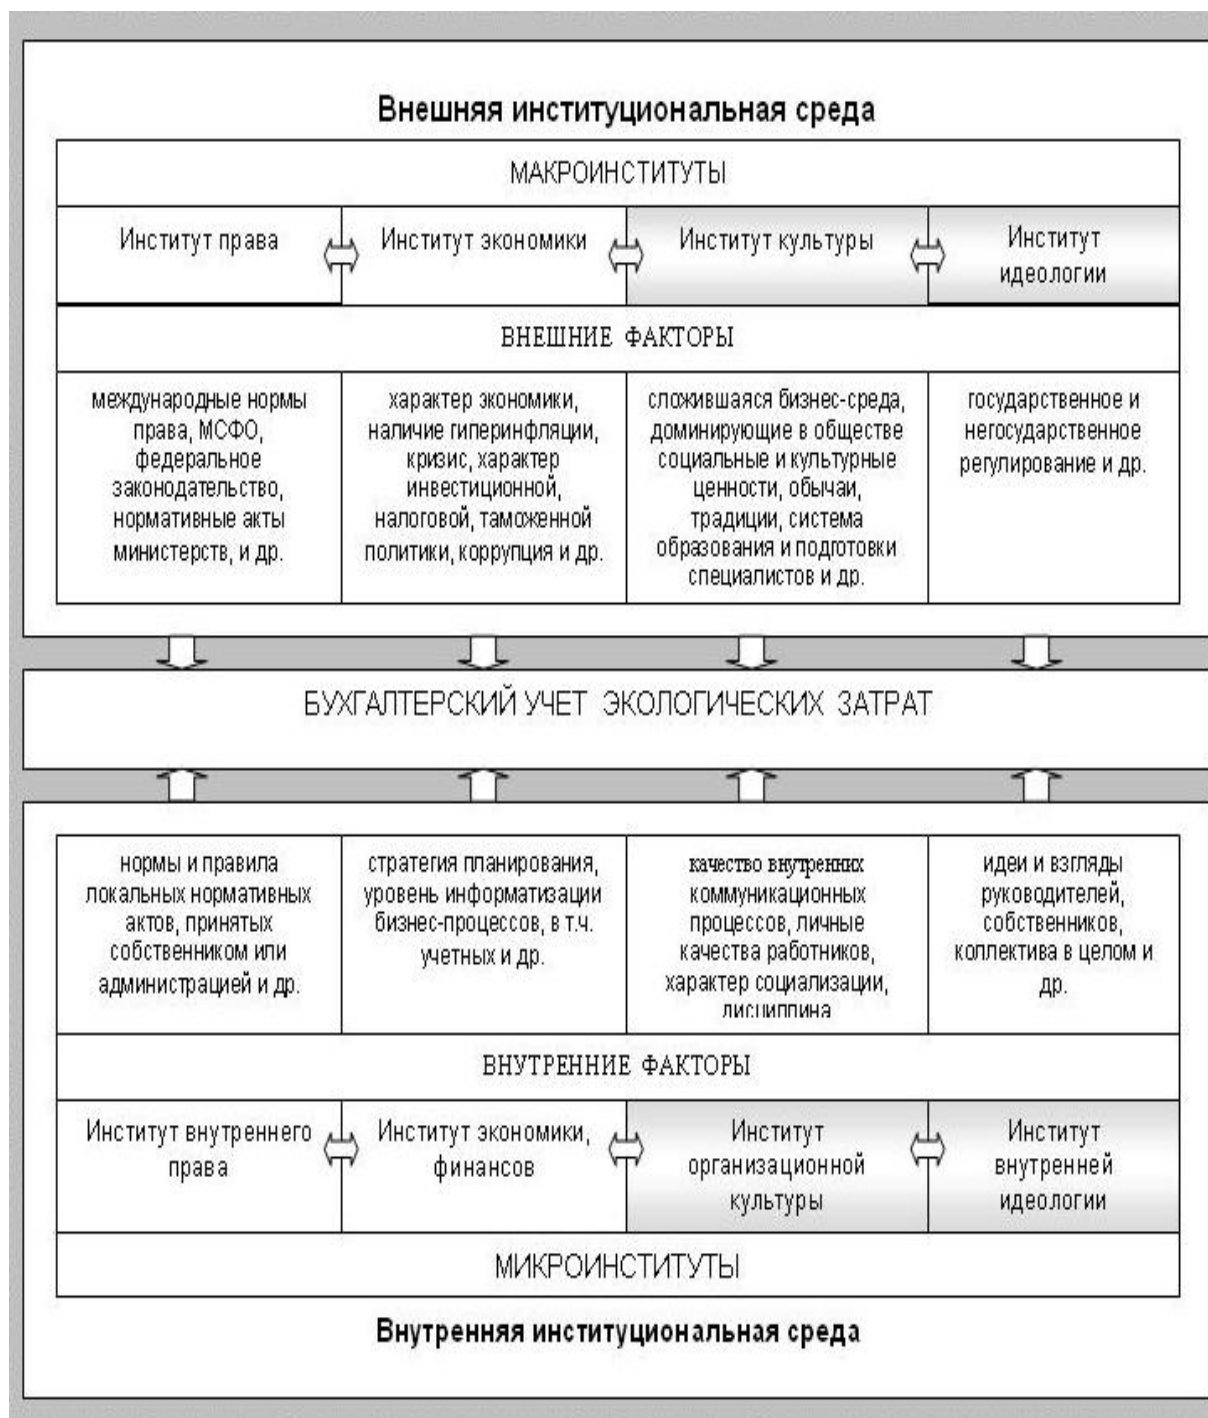 Внешняя институциональная среда
МАКРОИНСТИТУТЫ
Институт права
Институт экономики
Институт культуры
Институт
идеологии
ВНЕШНИЕ ФАКТОРЫ
международные нормы
права, МСФО,
федеральное
законодательство,
нормативные акты
министерств, и др.
характер экономики,
наличие гиперинфляции,
кризис, характер
инвестиционной,
налоговой, таможенной
политики, коррупция и др.
сложившаяся бизнес-среда,
доминирующие в обществе
социальные и культурные
ценности, обычаи,
традиции, система
образования и подготовки
специалистов и др.
государственное и
негосударственное
регулирование и др.
БУХГАЛТЕРСКИЙ УЧЕТ ЭКОЛОГИЧЕСКИХ ЗАТРАТ
нормы и правила
локальных нормативных
актов, принятых
собственником или
администрацией и др.
стратегия планирования,
уровень информатизации
бизнес-процессов, в т.ч.
учетных и др.
качество внутренних
коммуникационных
процессов, личные
качества работников,
характер социализации,
дисциплина
идеи и взгляды
руководителей,
собственников,
коллектива в целом и
др.
ВНУТРЕННИЕ ФАКТОРЫ
Институт внутреннего
права
Институт экономики,
финансов
Институт
организационной
культуры
Институт
внутренней
идеологии
МИКРОИНСТИТУТЫ
Внутренняя институциональная среда